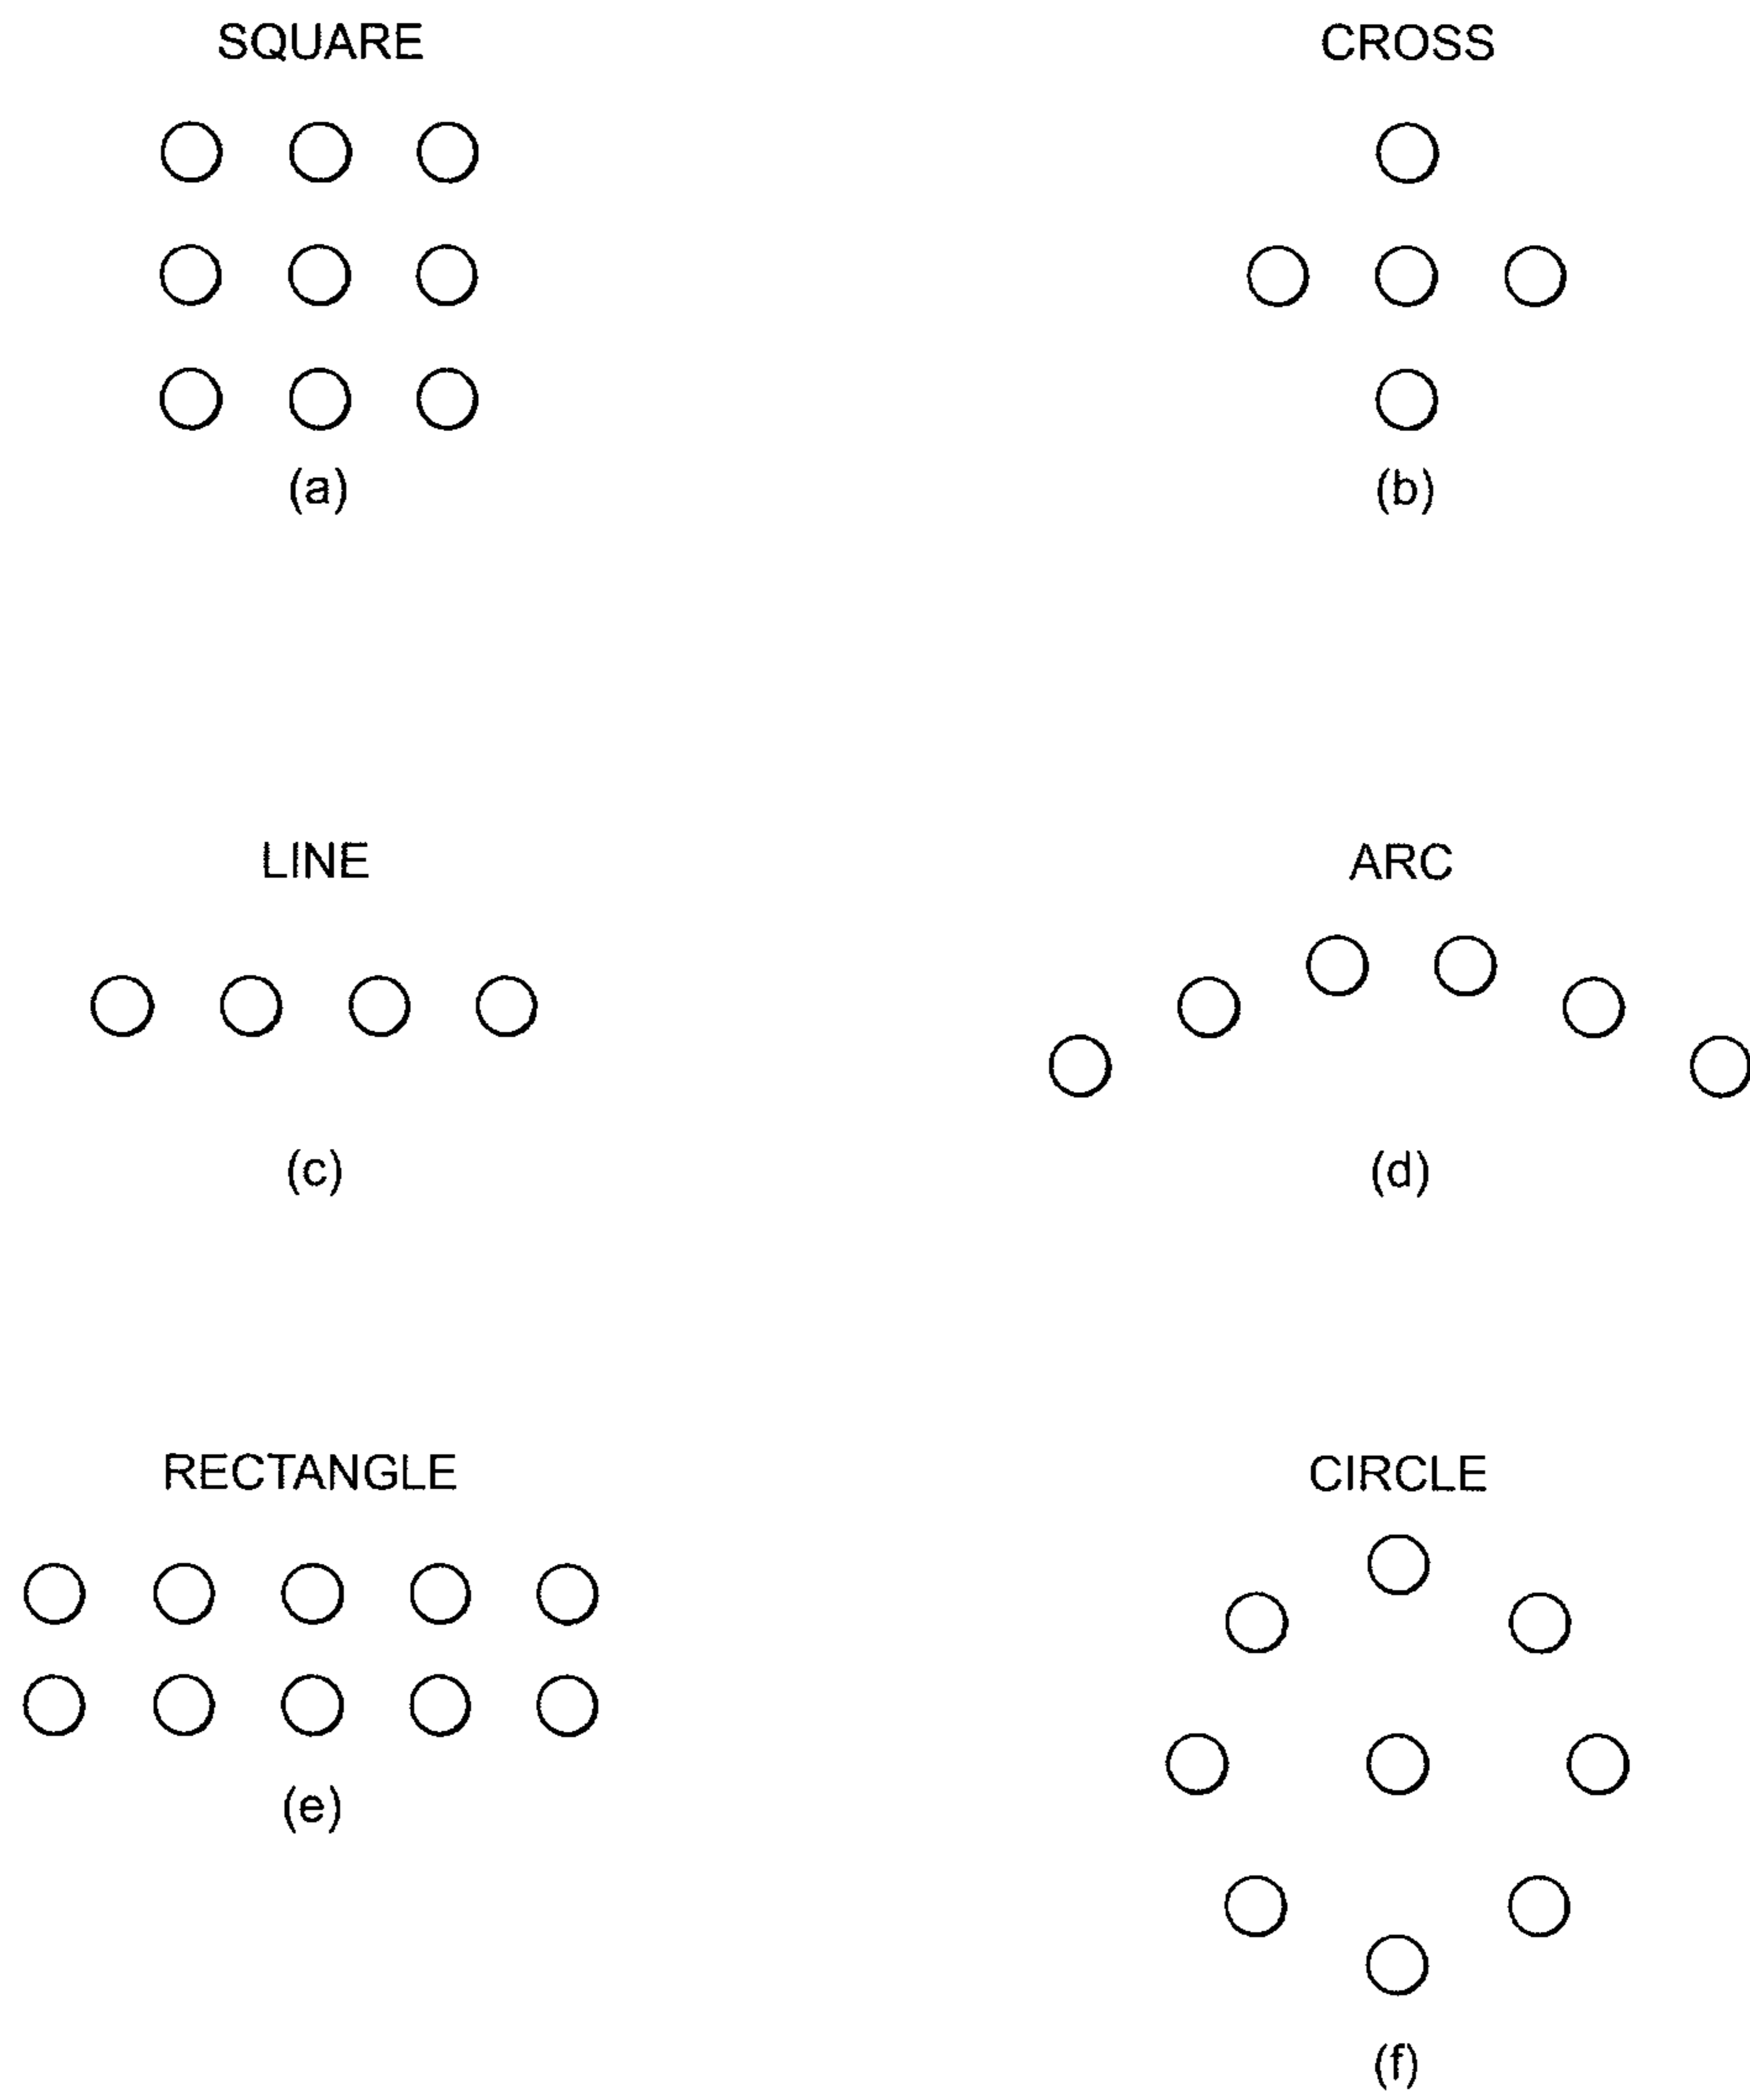 SQUARE
CROSS
(a)
(b)
LINE
ARC
(c)
(d)
RECTANGLE
CIRCLE
(e)
(f)